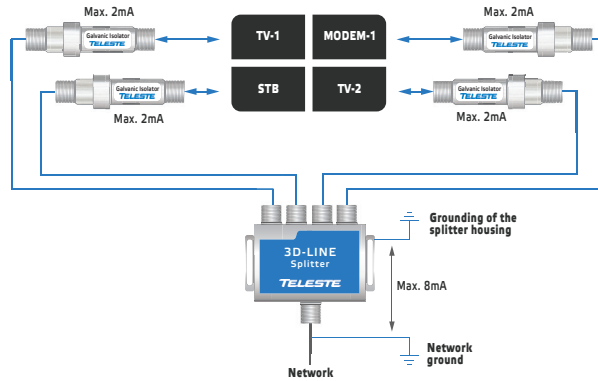 Max. 2mA
Max. 2mA
Galvanic Isolator
TELESTE
TV-1
MODEM-1
Galvanic Isolator
TELESTE
Galvanic Isolator
TELESTE
STB
TV-2
Galvanic Isolator
TELESTE
Max. 2mA
Max. 2mA
Grounding of the
splitter housing
3D-LINE
Splitter
TELESTE
Max. 8mA
Network
ground
Network